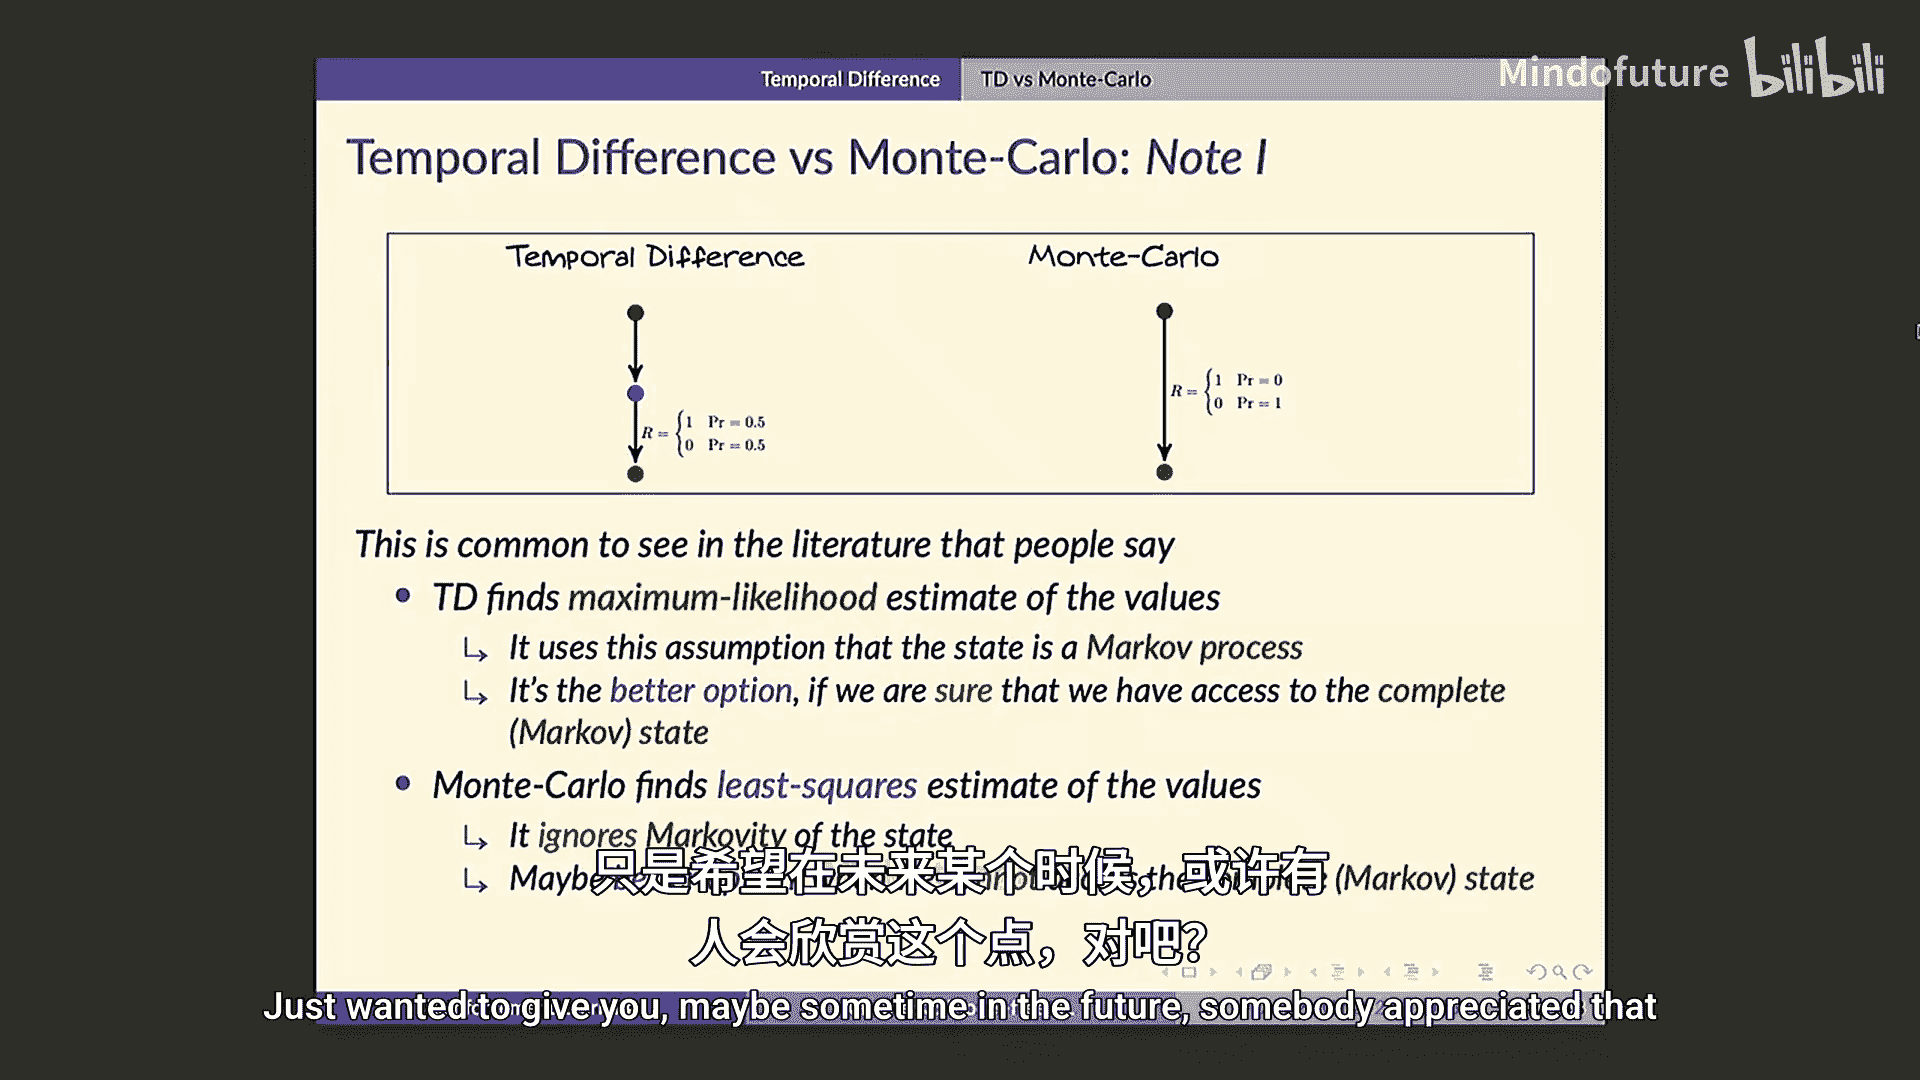 Temporal Difference TD vs Monte-Carlo
Mindofuture bilibili
Temporal Difference vs Monte-Carlo: Note I
Temporal Difference
Monte-Carlo
R = { 1 Pr = 0.5
0 Pr = 0.5
R = { 1 Pr = 0
0 Pr = 1
This is common to see in the literature that people say
• TD finds maximum-likelihood estimate of the values
↳ It uses this assumption that the state is a Markov process
↳ It's the better option, if we are sure that we have access to the complete
(Markov) state
• Monte-Carlo finds least-squares estimate of the values
↳ It ignores Markovity of the state
↳ Maybe (Markov) state
只是希望在未来某个时候，或许有
人会欣赏这个点，对吧？
Just wanted to give you, maybe sometime in the future, somebody appreciated that